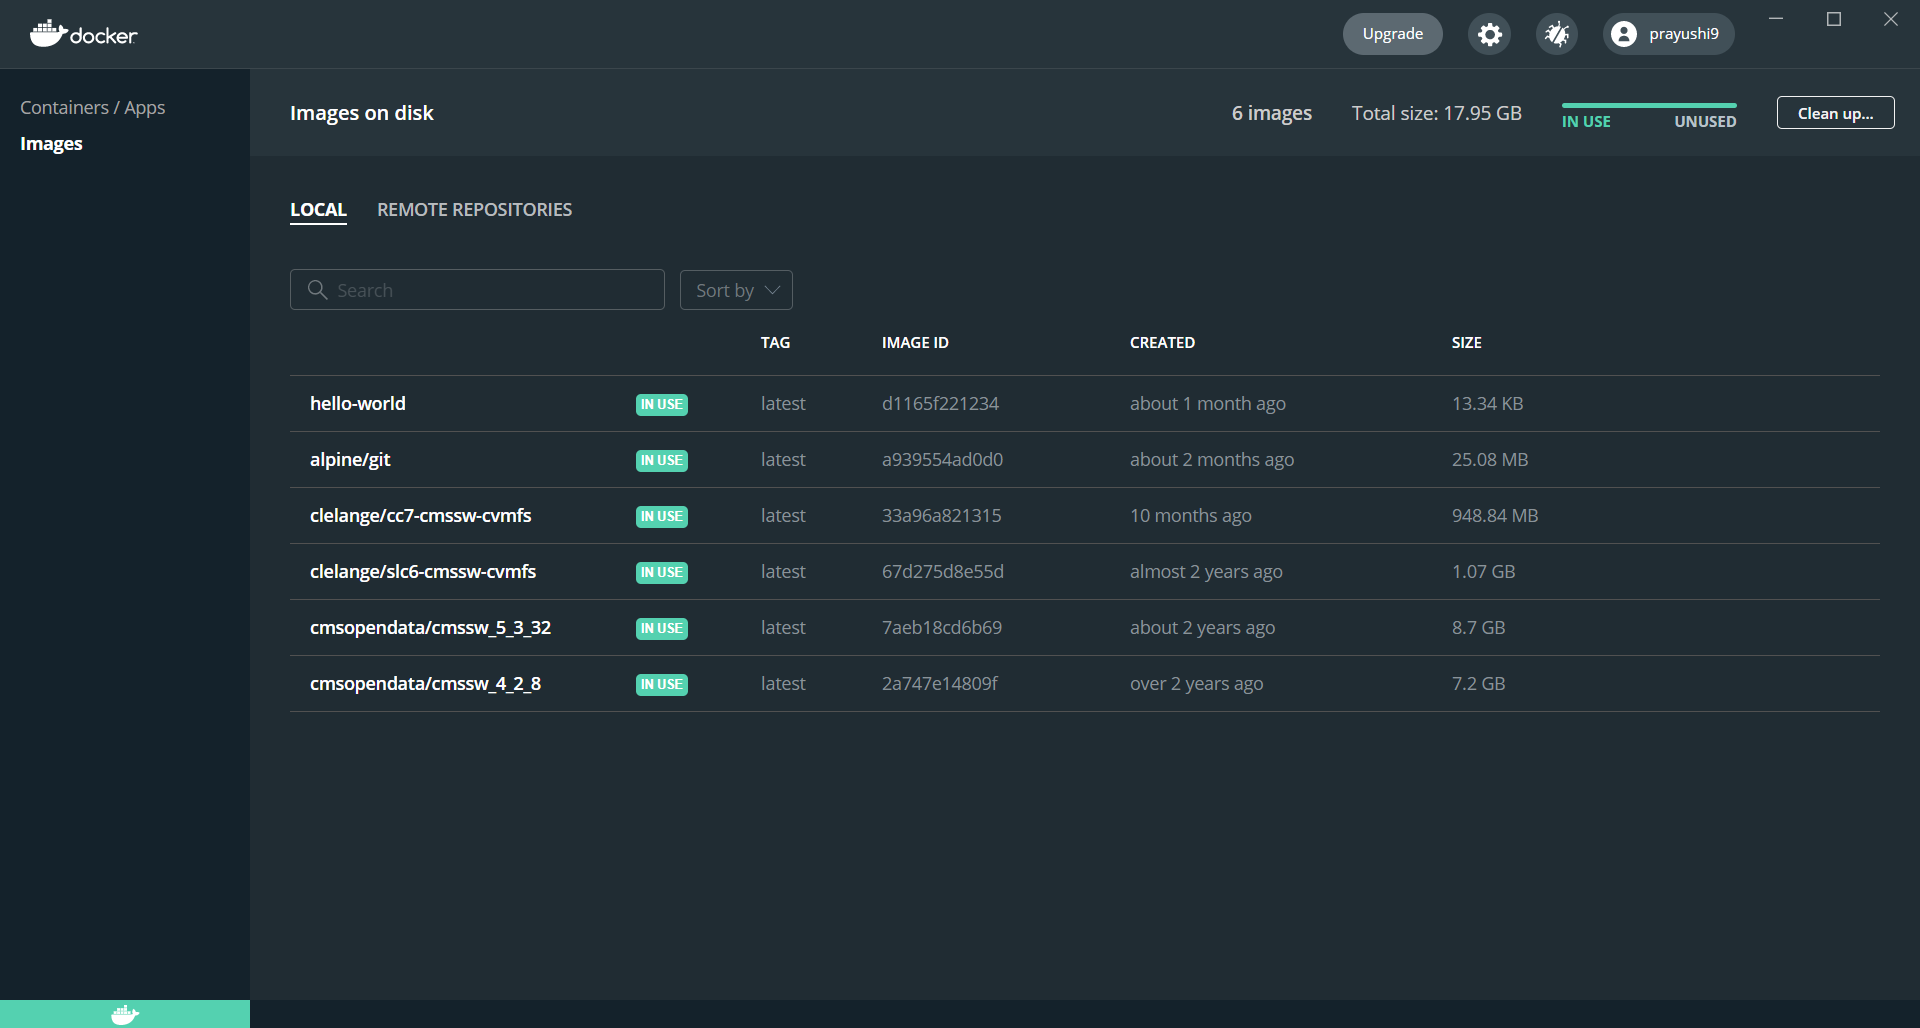 docker
Upgrade
prayushi9
Containers / Apps
Images
Images on disk
6 images
Total size: 17.95 GB
IN USE
UNUSED
Clean up...
LOCAL
REMOTE REPOSITORIES
Search
Sort by
TAG IMAGE ID CREATED SIZE
hello-world IN USE latest d1165f221234 about 1 month ago 13.34 KB
alpine/git IN USE latest a939554ad0d0 about 2 months ago 25.08 MB
clelange/cc7-cmssw-cvmfs IN USE latest 33a96a821315 10 months ago 948.84 MB
clelange/slc6-cmssw-cvmfs IN USE latest 67d275d8e55d almost 2 years ago 1.07 GB
cmsopendata/cmssw_5_3_32 IN USE latest 7aeb18cd6b69 about 2 years ago 8.7 GB
cmsopendata/cmssw_4_2_8 IN USE latest 2a747e14809f over 2 years ago 7.2 GB